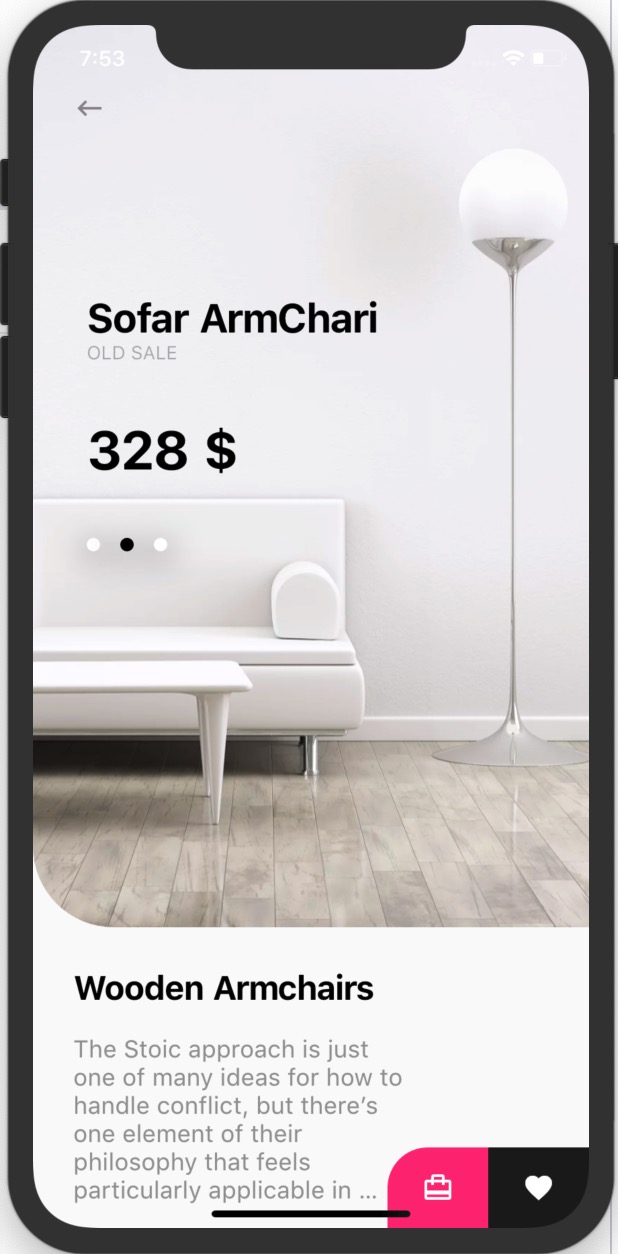 7:53
Sofar ArmChari
OLD SALE
328 $
Wooden Armchairs
The Stoic approach is just
one of many ideas for how to
handle conflict, but there’s
one element of their
philosophy that feels
particularly applicable in ...